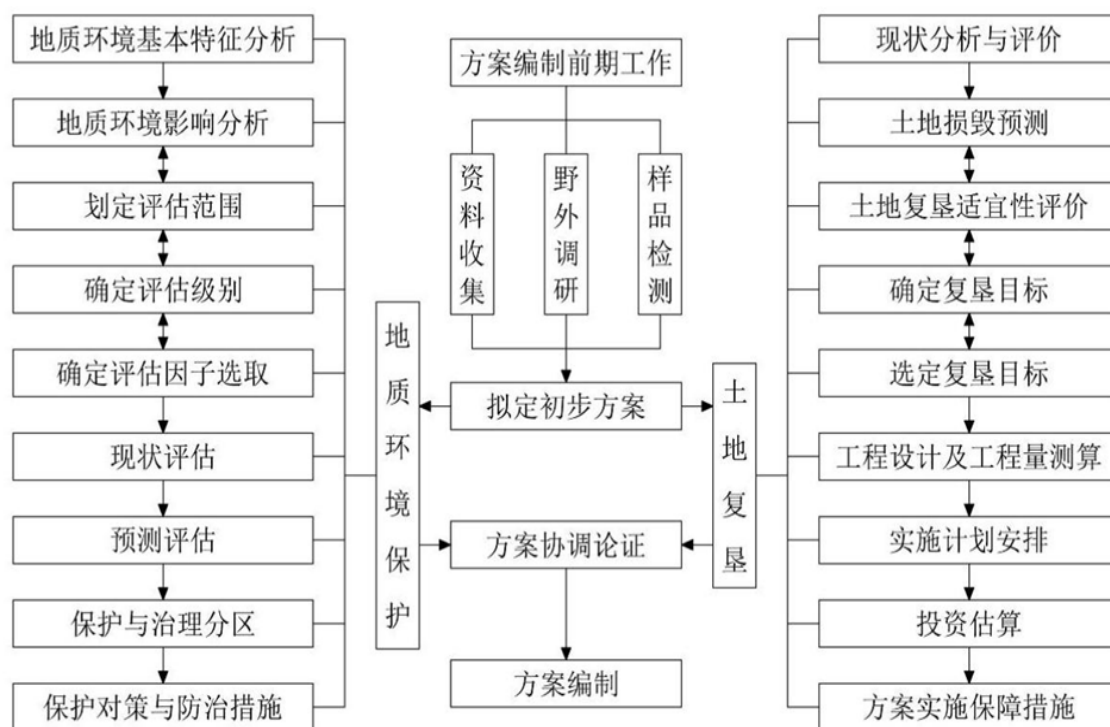 地质环境基本特征分析
地质环境影响分析
划定评估范围
确定评估级别
确定评估因子选取
现状评估
预测评估
保护与治理分区
保护对策与防治措施
地质环境保护
方案编制前期工作
资料收集
野外调研
样品检测
拟定初步方案
方案协调论证
方案编制
土地复垦
现状分析与评价
土地损毁预测
土地复垦适宜性评价
确定复垦目标
选定复垦目标
工程设计及工程量测算
实施计划安排
投资估算
方案实施保障措施